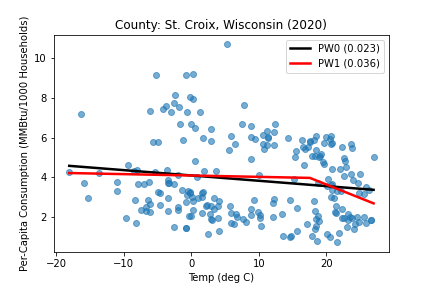 County: St. Croix, Wisconsin (2020)
PW0 (0.023)
PW1 (0.036)
Per-Capita Consumption (MMBtu/1000 Households)
10
8
6
4
2
−20 −10 0 10 20
Temp (deg C)